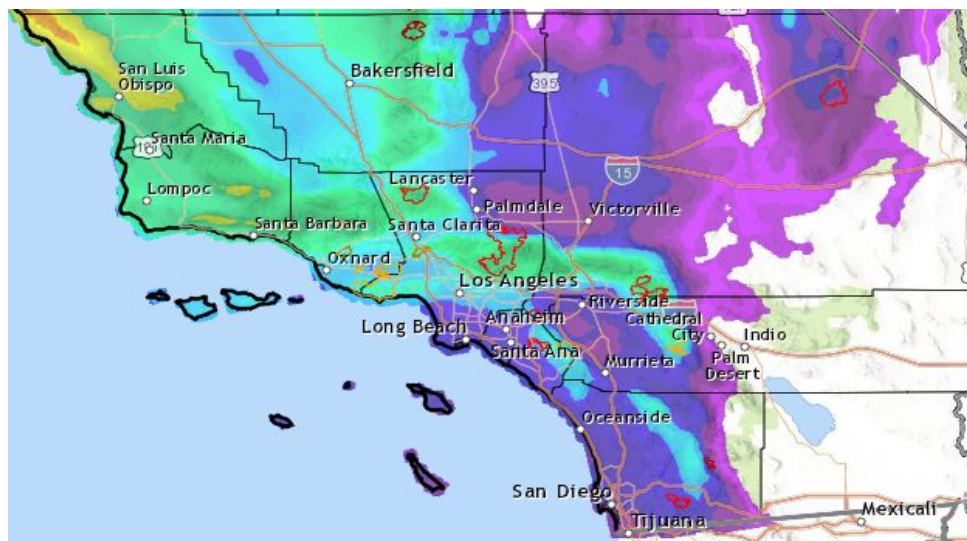 Bakersfield
San Luis
Obispo
395
Santa Maria
15
Lancaster
Lompoc
Palmdale
Santa Barbara
Santa Clarita
Victorville
Oxnard
Los Angeles
Riverside
Anaheim
Cathedral
City
Long Beach
Indio
Santa Ana
Palm
Desert
Murrieta
Oceanside
San Diego
Mexicali
Tijuana